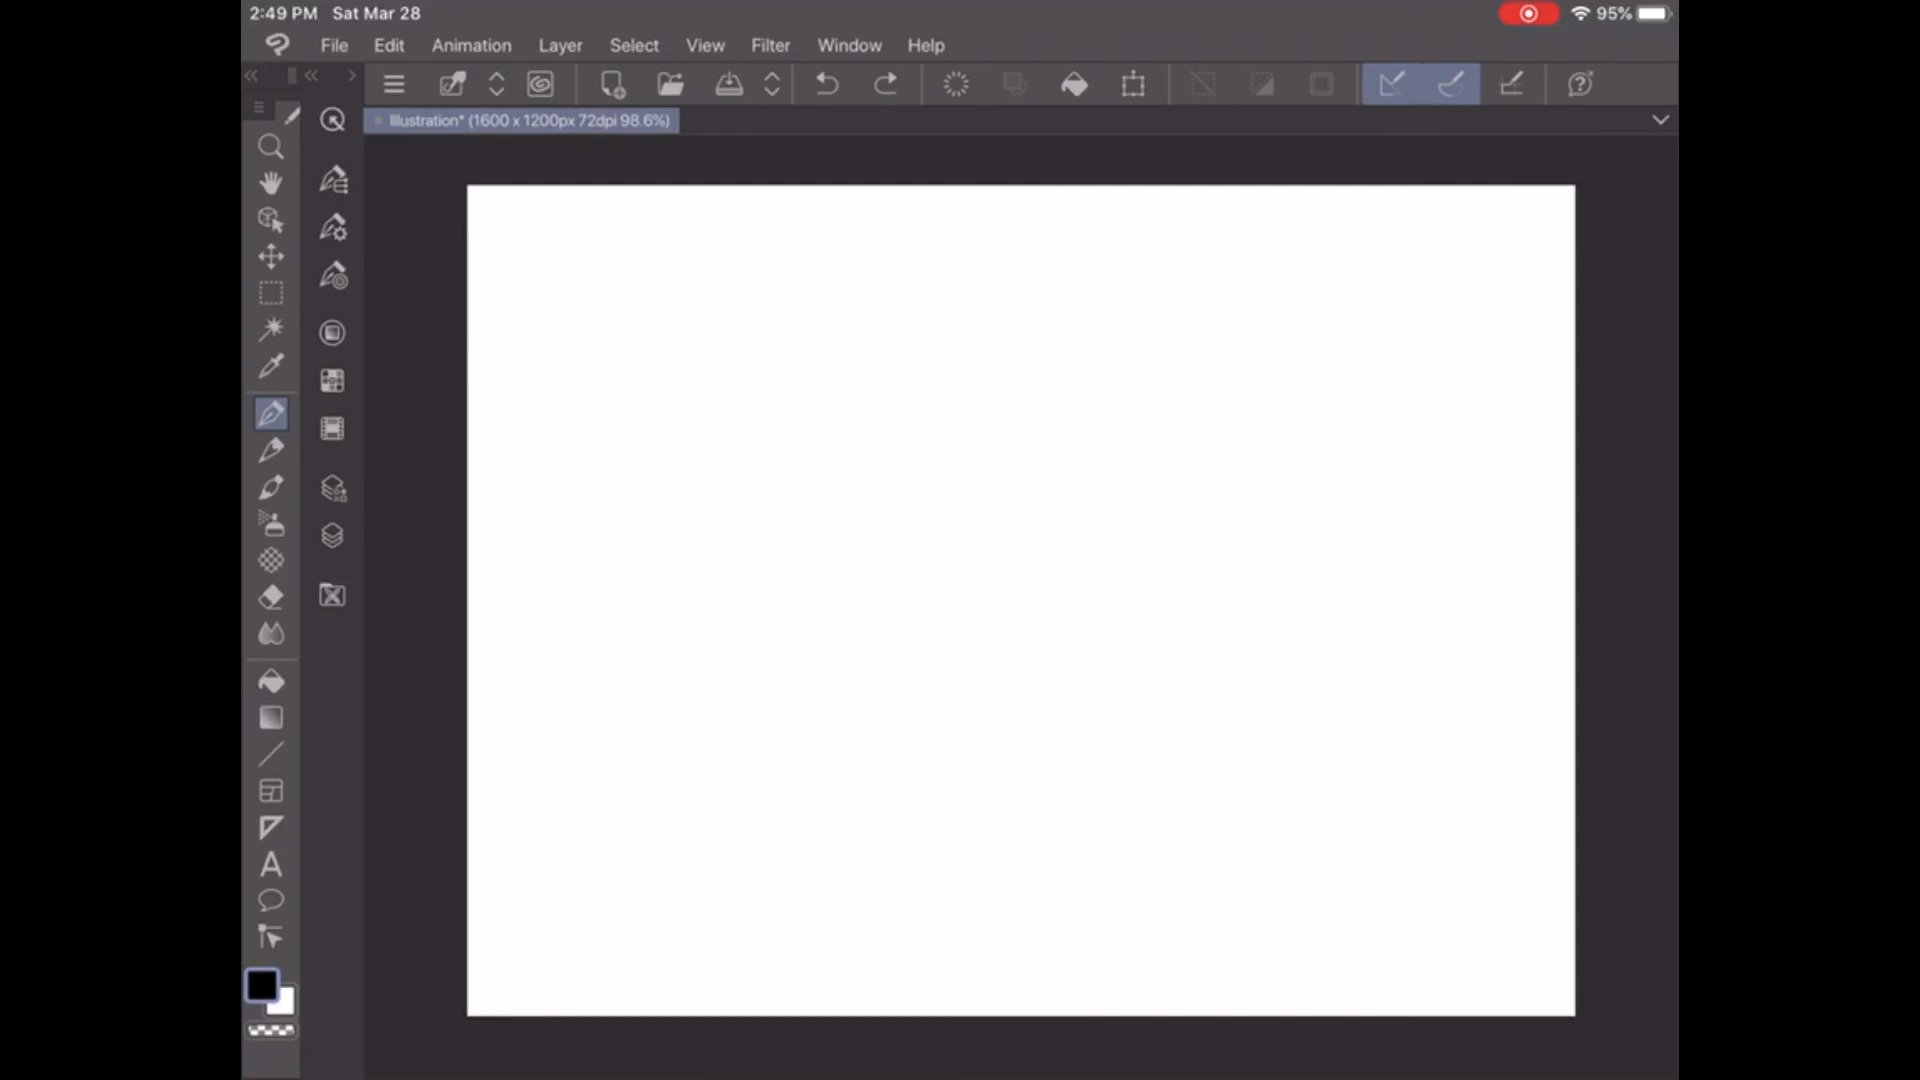 2:49 PM Sat Mar 28 95%
File Edit Animation Layer Select View Filter Window Help
Illustration* (1600 x 1200px 72dpi 98.6%)